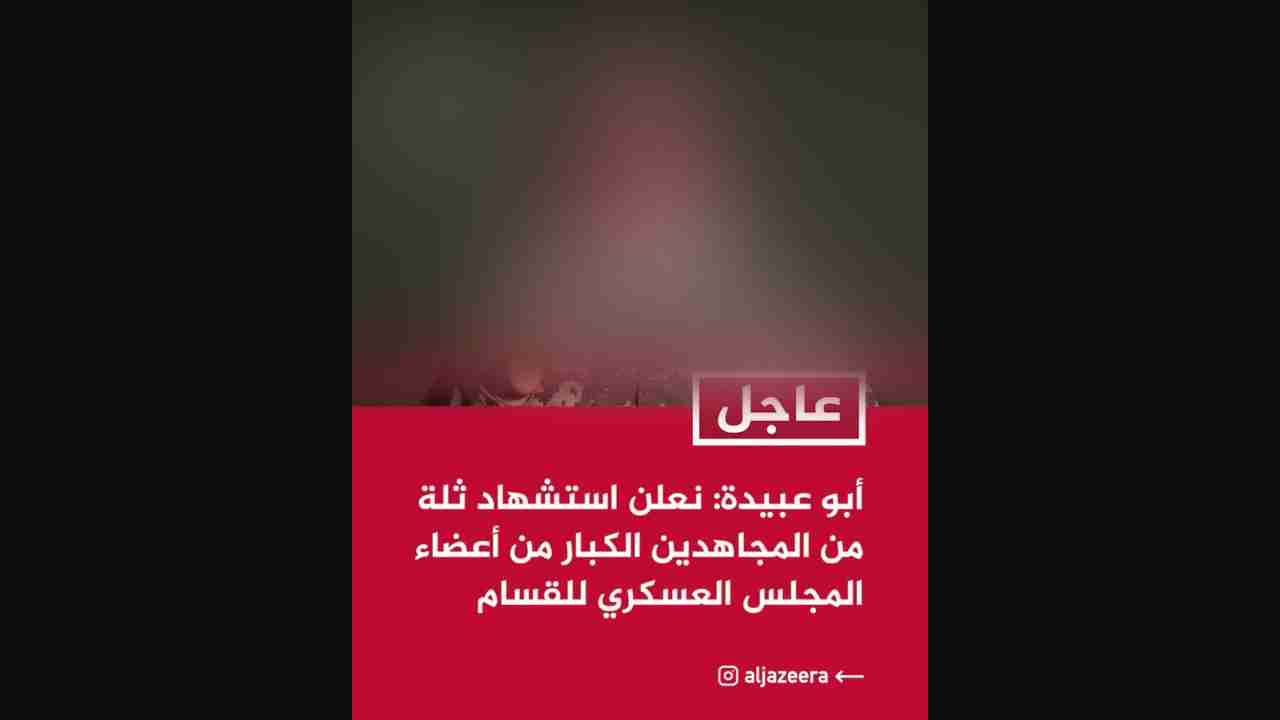 عاجل
أبو عبيدة: نعلن استشهاد ثلة
من المجاهدين الكبار من أعضاء
المجلس العسكري للقسام
aljazeera